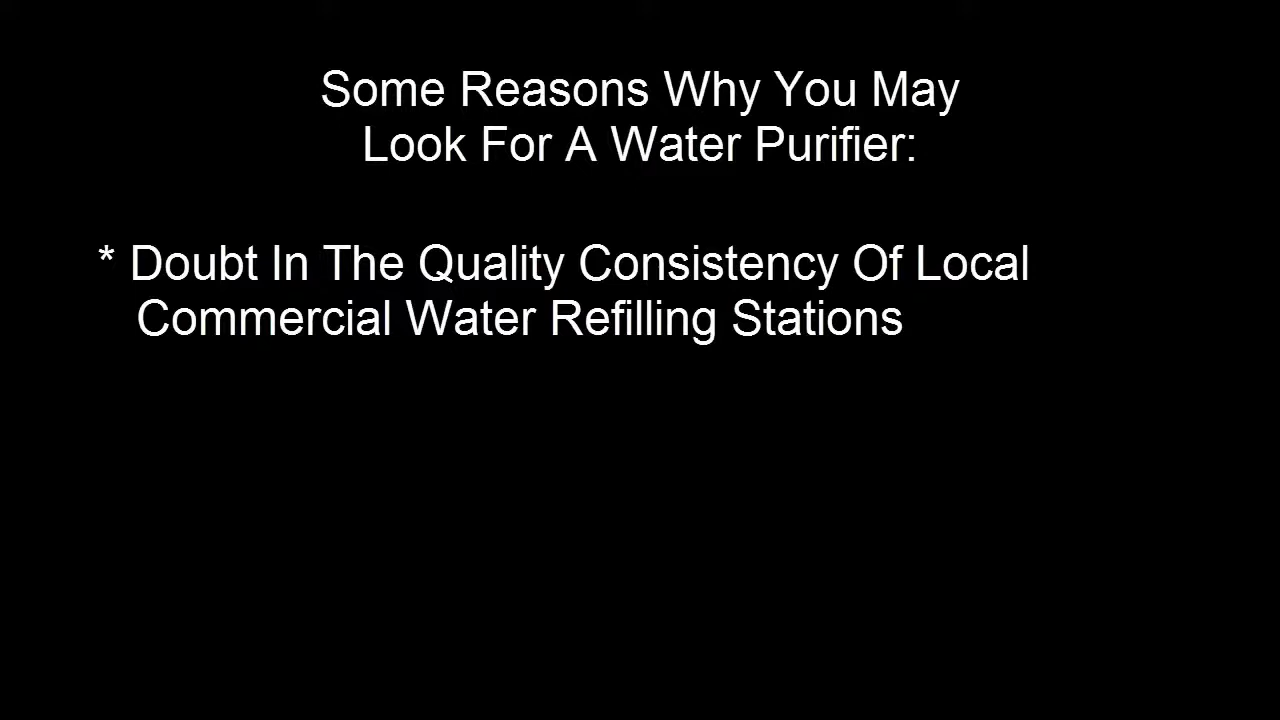 Some Reasons Why You May
Look For A Water Purifier:
* Doubt In The Quality Consistency Of Local
Commercial Water Refilling Stations